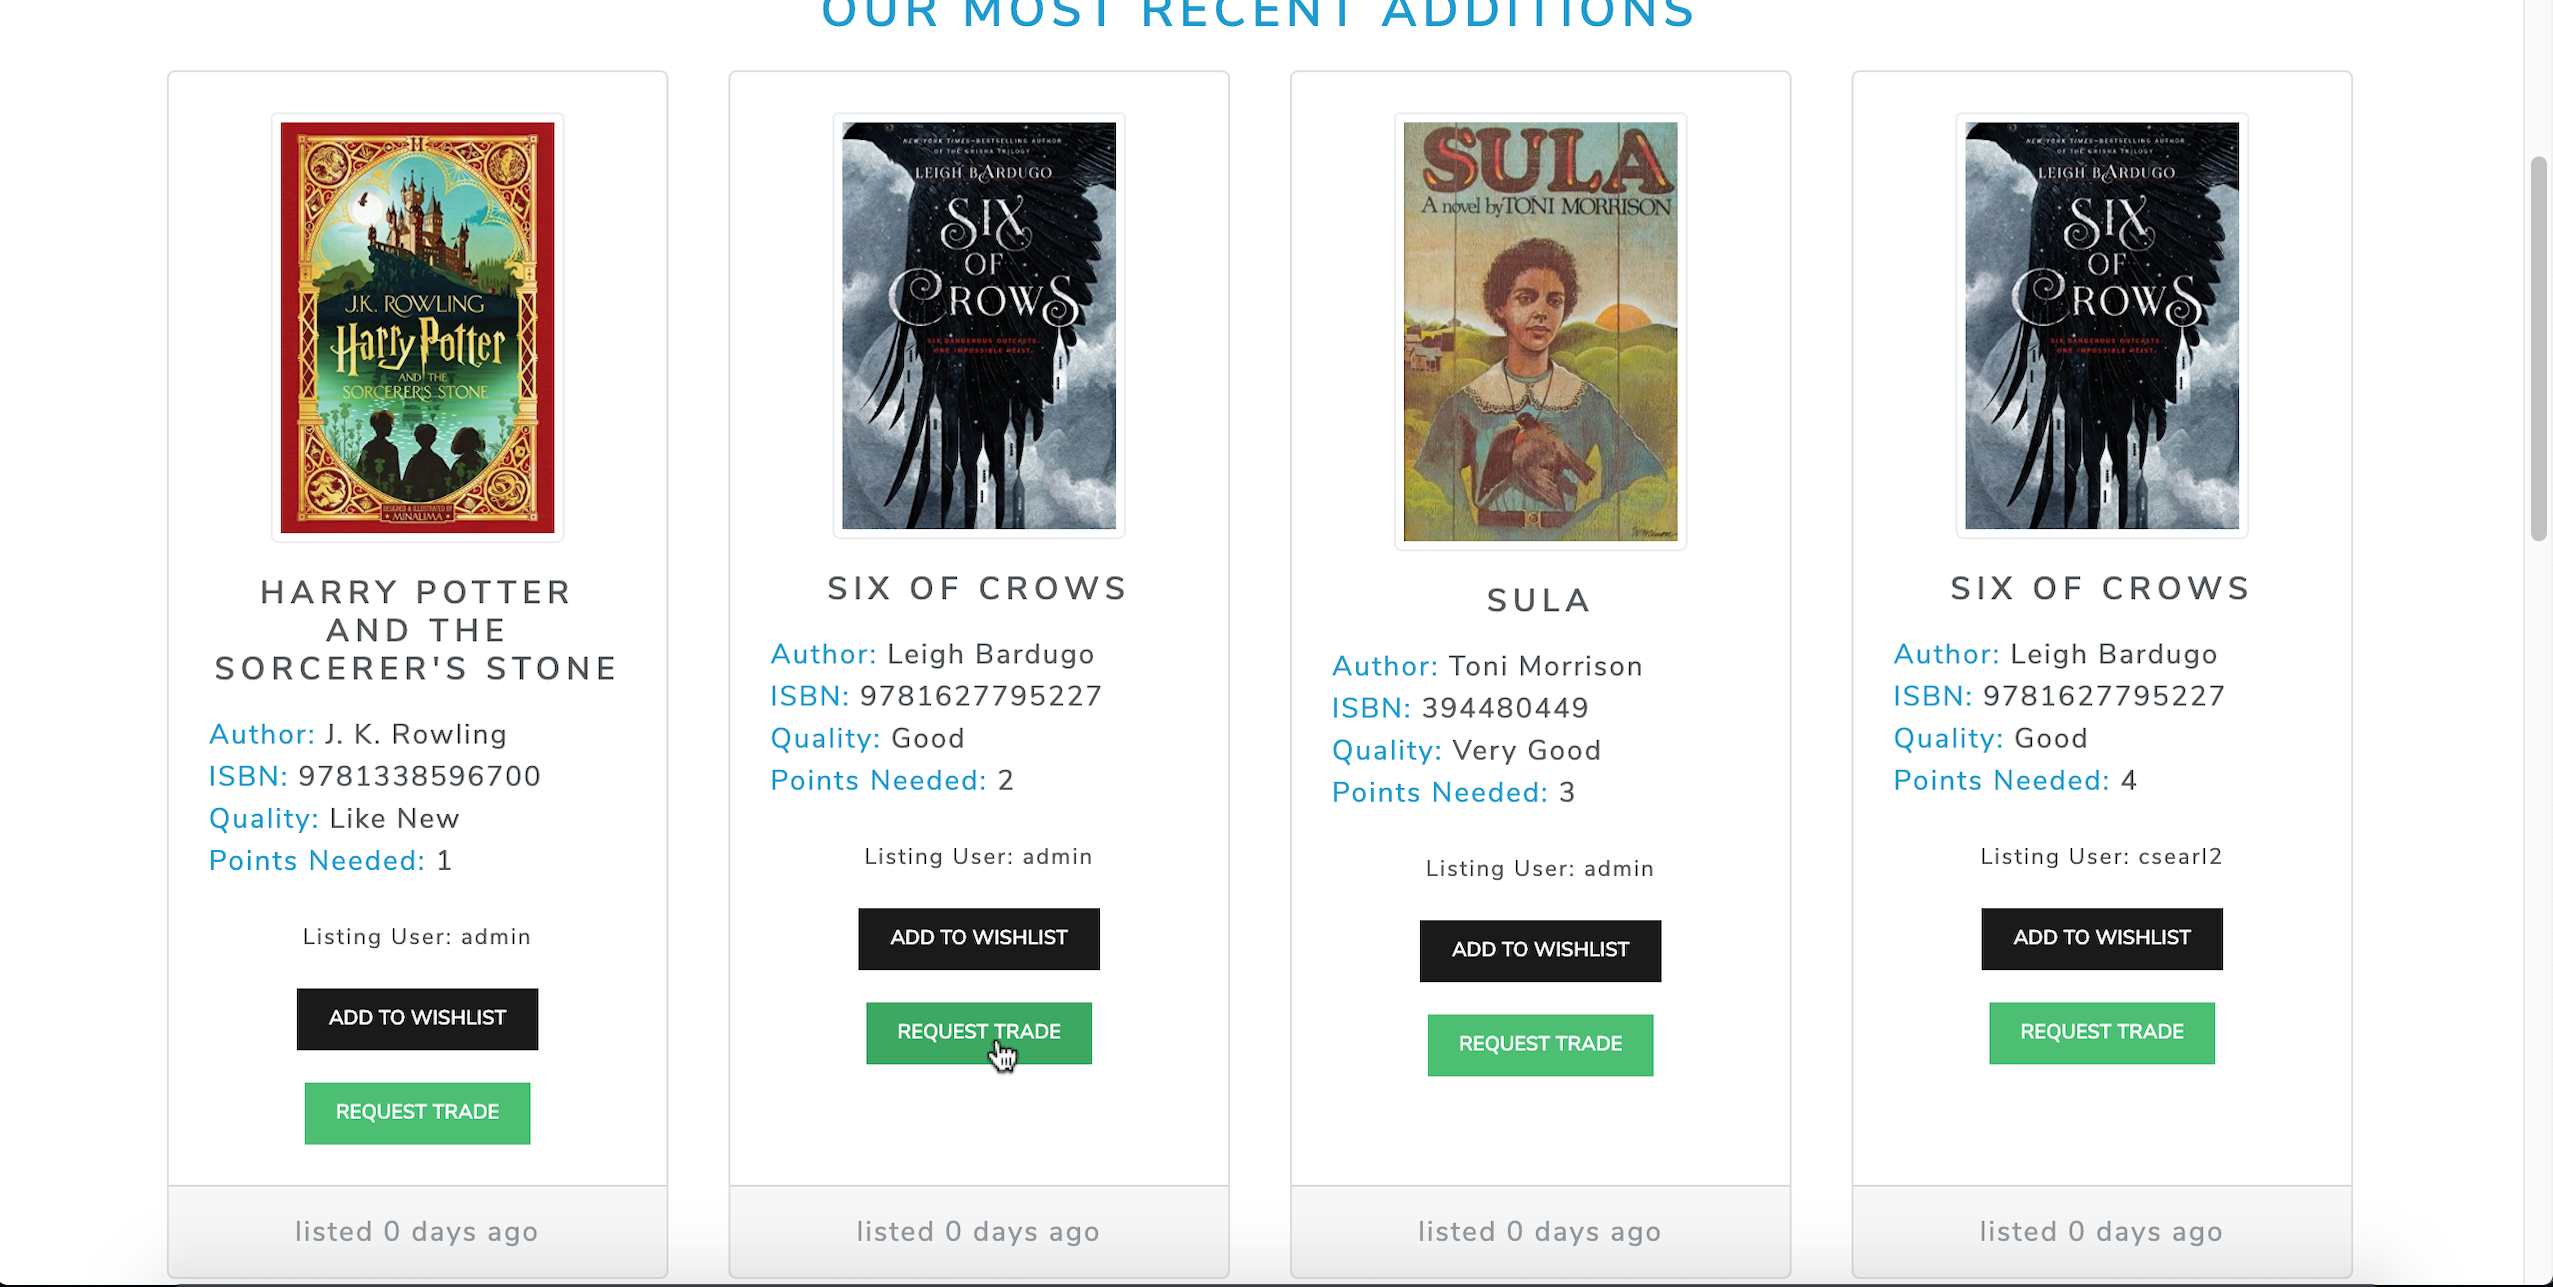 OUR MOST RECENT ADDITIONS
H
J.K. ROWLING
Harry Potter
AND THE
SORCERER'S STONE
DESIGNED & ILLUSTRATED BY
MINALIMA
HARRY POTTER
AND THE
SORCERER'S STONE
Author: J. K. Rowling
ISBN: 9781338596700
Quality: Like New
Points Needed: 1
Listing User: admin
ADD TO WISHLIST
REQUEST TRADE
listed 0 days ago
NEW YORK TIMES-BESTSELLING AUTHOR
OF THE GRISHA TRILOGY
LEIGH BARDUGO
SIX
OF
CROWS
SIX DANGEROUS OUTCASTS.
ONE IMPOSSIBLE HEIST.
SIX OF CROWS
Author: Leigh Bardugo
ISBN: 9781627795227
Quality: Good
Points Needed: 2
Listing User: admin
ADD TO WISHLIST
REQUEST TRADE
listed 0 days ago
SULA
A novel by TONI MORRISON
SULA
Author: Toni Morrison
ISBN: 394480449
Quality: Very Good
Points Needed: 3
Listing User: admin
ADD TO WISHLIST
REQUEST TRADE
listed 0 days ago
NEW YORK TIMES-BESTSELLING AUTHOR
OF THE GRISHA TRILOGY
LEIGH BARDUGO
SIX
OF
CROWS
SIX DANGEROUS OUTCASTS.
ONE IMPOSSIBLE HEIST.
SIX OF CROWS
Author: Leigh Bardugo
ISBN: 9781627795227
Quality: Good
Points Needed: 4
Listing User: csearl2
ADD TO WISHLIST
REQUEST TRADE
listed 0 days ago